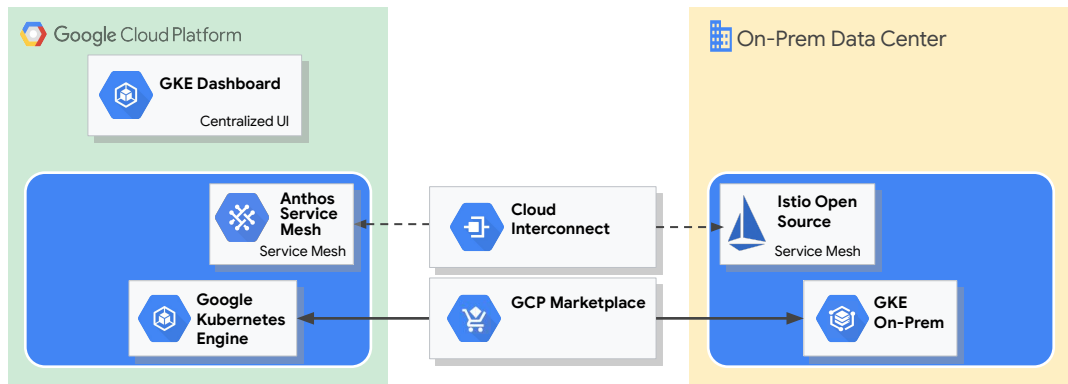 Google Cloud Platform
GKE Dashboard
Centralized UI
Anthos
Service
Mesh
Service Mesh
Google
Kubernetes
Engine
Cloud
Interconnect
GCP Marketplace
On-Prem Data Center
Istio Open
Source
Service Mesh
GKE
On-Prem